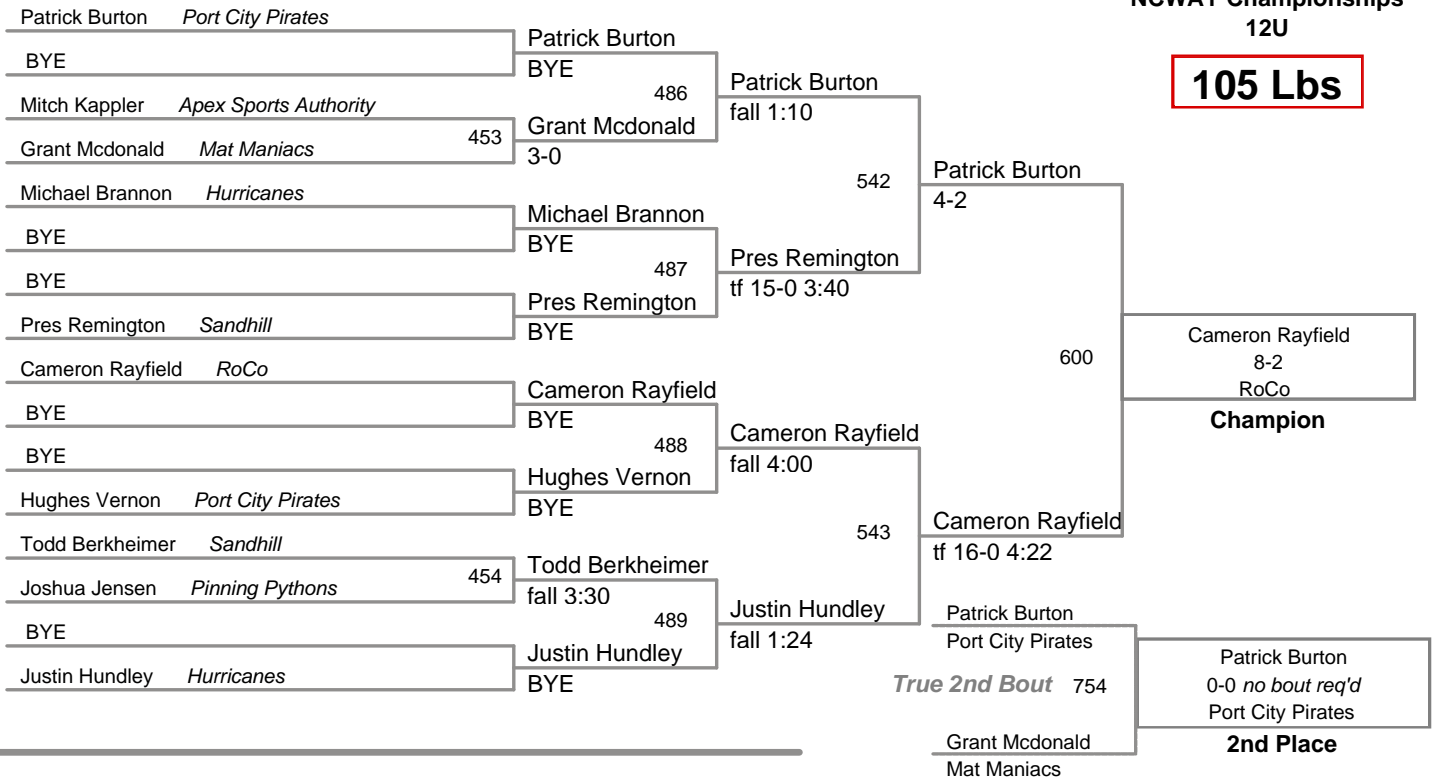 NCWAY Championships
12U
105 Lbs
Patrick Burton Port City Pirates
BYE
Mitch Kappler Apex Sports Authority
453
Grant Mcdonald Mat Maniacs
Michael Brannon Hurricanes
BYE
BYE
Pres Remington Sandhill
Cameron Rayfield RoCo
BYE
BYE
Hughes Vernon Port City Pirates
Todd Berkheimer Sandhill
454
Joshua Jensen Pinning Pythons
BYE
Justin Hundley Hurricanes
Patrick Burton
BYE
486
Grant Mcdonald
3-0
Michael Brannon
BYE
487
Pres Remington
BYE
Cameron Rayfield
BYE
488
Hughes Vernon
BYE
Todd Berkheimer
fall 3:30
489
Justin Hundley
BYE
Patrick Burton
fall 1:10
542
Pres Remington
tf 15-0 3:40
Cameron Rayfield
fall 4:00
543
Justin Hundley
fall 1:24
Patrick Burton
4-2
600
Cameron Rayfield
tf 16-0 4:22
Cameron Rayfield
8-2
RoCo
Champion
Patrick Burton
Port City Pirates
True 2nd Bout 754
Grant Mcdonald
Mat Maniacs
Patrick Burton
0-0 no bout req'd
Port City Pirates
2nd Place